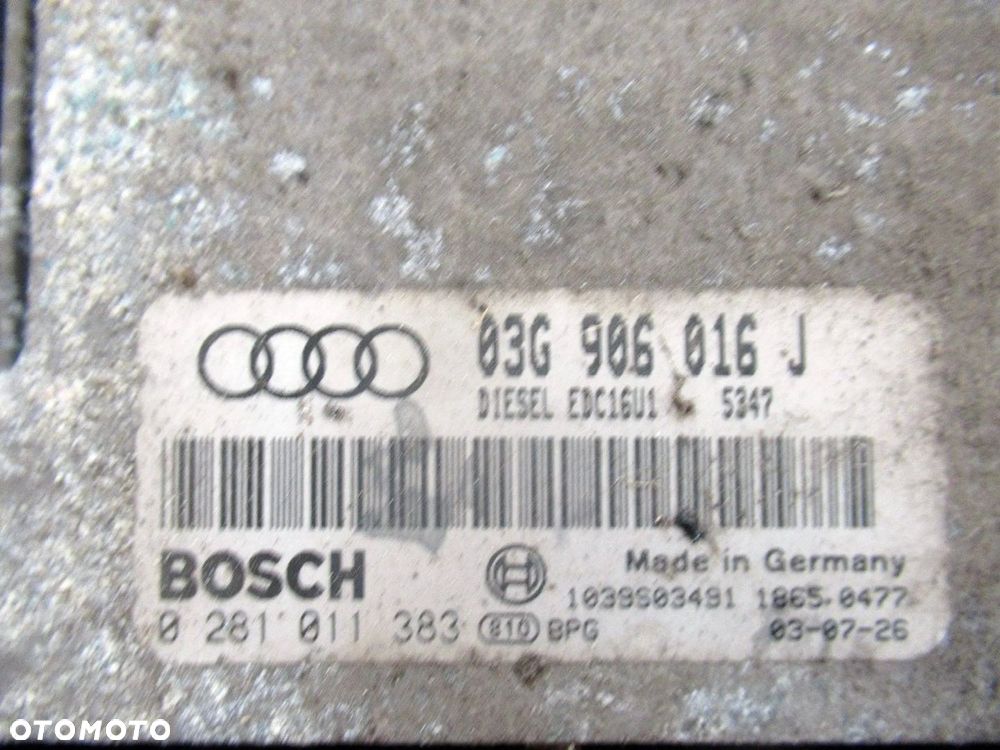 03G 906 016 J
DIESEL EDC16U1 5347
BOSCH
Made in Germany
1039S03491 1865 0477
0 281 011 383 810 BPG 03-07-26
OTOMOTO